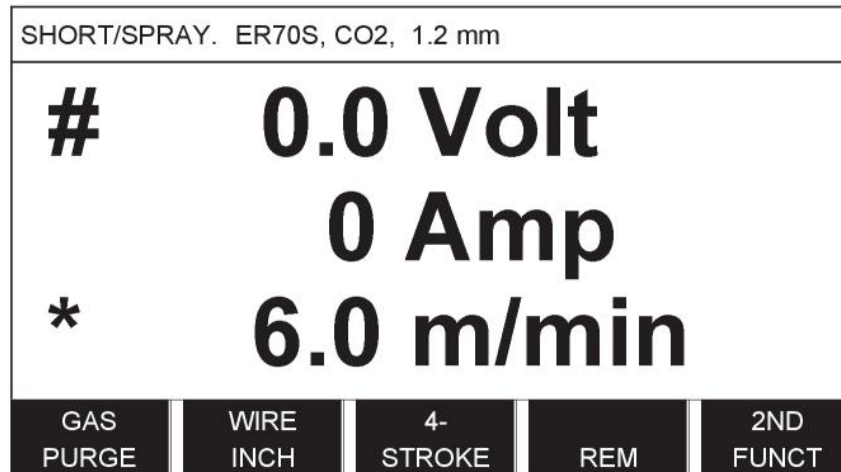 SHORT/SPRAY. ER70S, CO2, 1.2 mm
# 0.0 Volt
0 Amp
* 6.0 m/min
GAS PURGE
WIRE INCH
4- STROKE
REM
2ND FUNCT